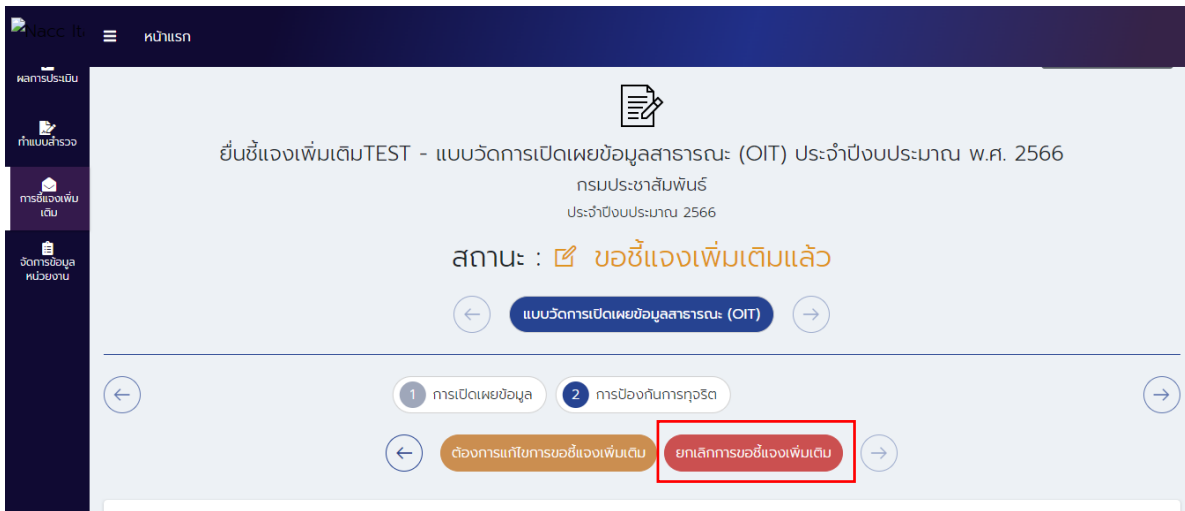 Nacc It
หน้าแรก
ผลการประเมิน
ทำแบบสำรวจ
การชี้แจงเพิ่ม
เติม
จัดการข้อมูล
หน่วยงาน
ยื่นชี้แจงเพิ่มเติมTEST - แบบวัดการเปิดเผยข้อมูลสาธารณะ (OIT) ประจำปีงบประมาณ พ.ศ. 2566
กรมประชาสัมพันธ์
ประจำปีงบประมาณ 2566
สถานะ : ขอชี้แจงเพิ่มเติมแล้ว
แบบวัดการเปิดเผยข้อมูลสาธารณะ (OIT)
1 การเปิดเผยข้อมูล 2 การป้องกันการทุจริต
ต้องการแก้ไขการขอชี้แจงเพิ่มเติม ยกเลิกการขอชี้แจงเพิ่มเติม